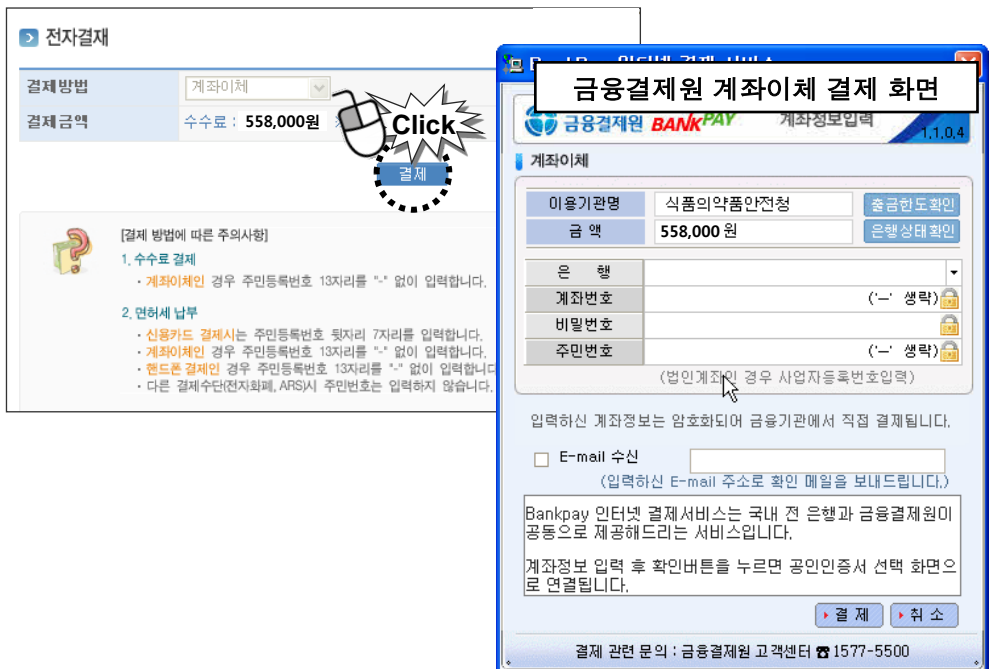 전자결재
결제방법
계좌이체
결제금액
수수료 : 558,000원
Click
결제
[결제 방법에 따른 주의사항]
1. 수수료 결제
· 계좌이체인 경우 주민등록번호 13자리를 "-" 없이 입력합니다.
2. 면허세 납부
· 신용카드 결제시는 주민등록번호 뒷자리 7자리를 입력합니다.
· 계좌이체인 경우 주민등록번호 13자리를 "-" 없이 입력합니다.
· 핸드폰 결제인 경우 주민등록번호 13자리를 "-" 없이 입력합니다
· 다른 결제수단(전자화폐, ARS)시 주민번호는 입력하지 않습니다.
금융결제원 계좌이체 결제 화면
금융결제원 BANKPAY 계좌정보입력
1,1,0,4
계좌이체
이용기관명 식품의약품안전청 출금한도확인
금 액 558,000 원 은행상태확인
은 행
계좌번호 ('–' 생략)
비밀번호
주민번호 ('–' 생략)
(법인계좌인 경우 사업자등록번호입력)
입력하신 계좌정보는 암호화되어 금융기관에서 직접 결제됩니다.
E-mail 수신
(입력하신 E-mail 주소로 확인 메일을 보내드립니다.)
Bankpay 인터넷 결제서비스는 국내 전 은행과 금융결제원이
공동으로 제공해드리는 서비스입니다.
계좌정보 입력 후 확인버튼을 누르면 공인인증서 선택 화면으
로 연결됩니다.
결 제 취 소
결제 관련 문의 : 금융결제원 고객센터 ☎ 1577-5500